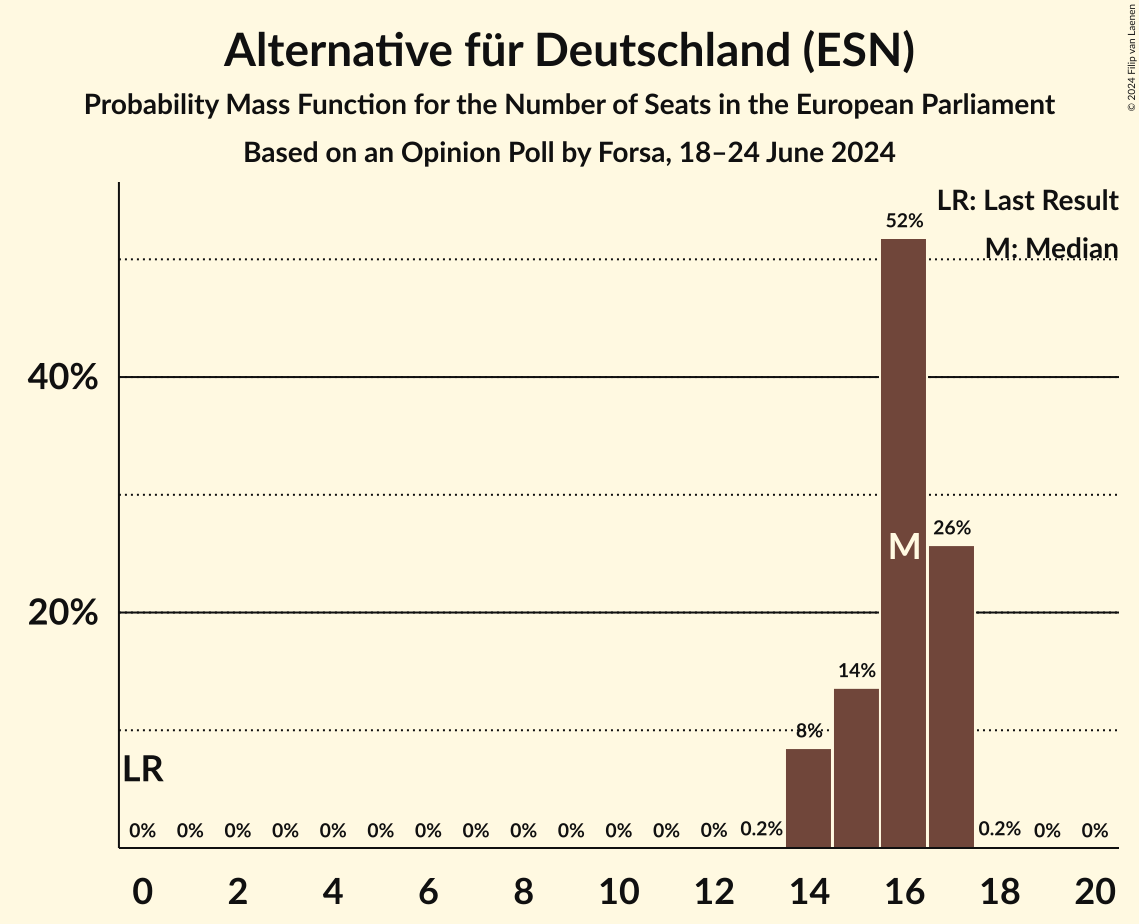 Alternative für Deutschland (ESN)
Probability Mass Function for the Number of Seats in the European Parliament
Based on an Opinion Poll by Forsa, 18–24 June 2024
© 2024 Filip van Laenen
LR: Last Result
M: Median
52%
40%
26%
M
20%
14%
8%
LR
0% 0% 0% 0% 0% 0% 0% 0% 0% 0% 0% 0% 0% 0.2% 0.2% 0% 0%
0 2 4 6 8 10 12 14 16 18 20